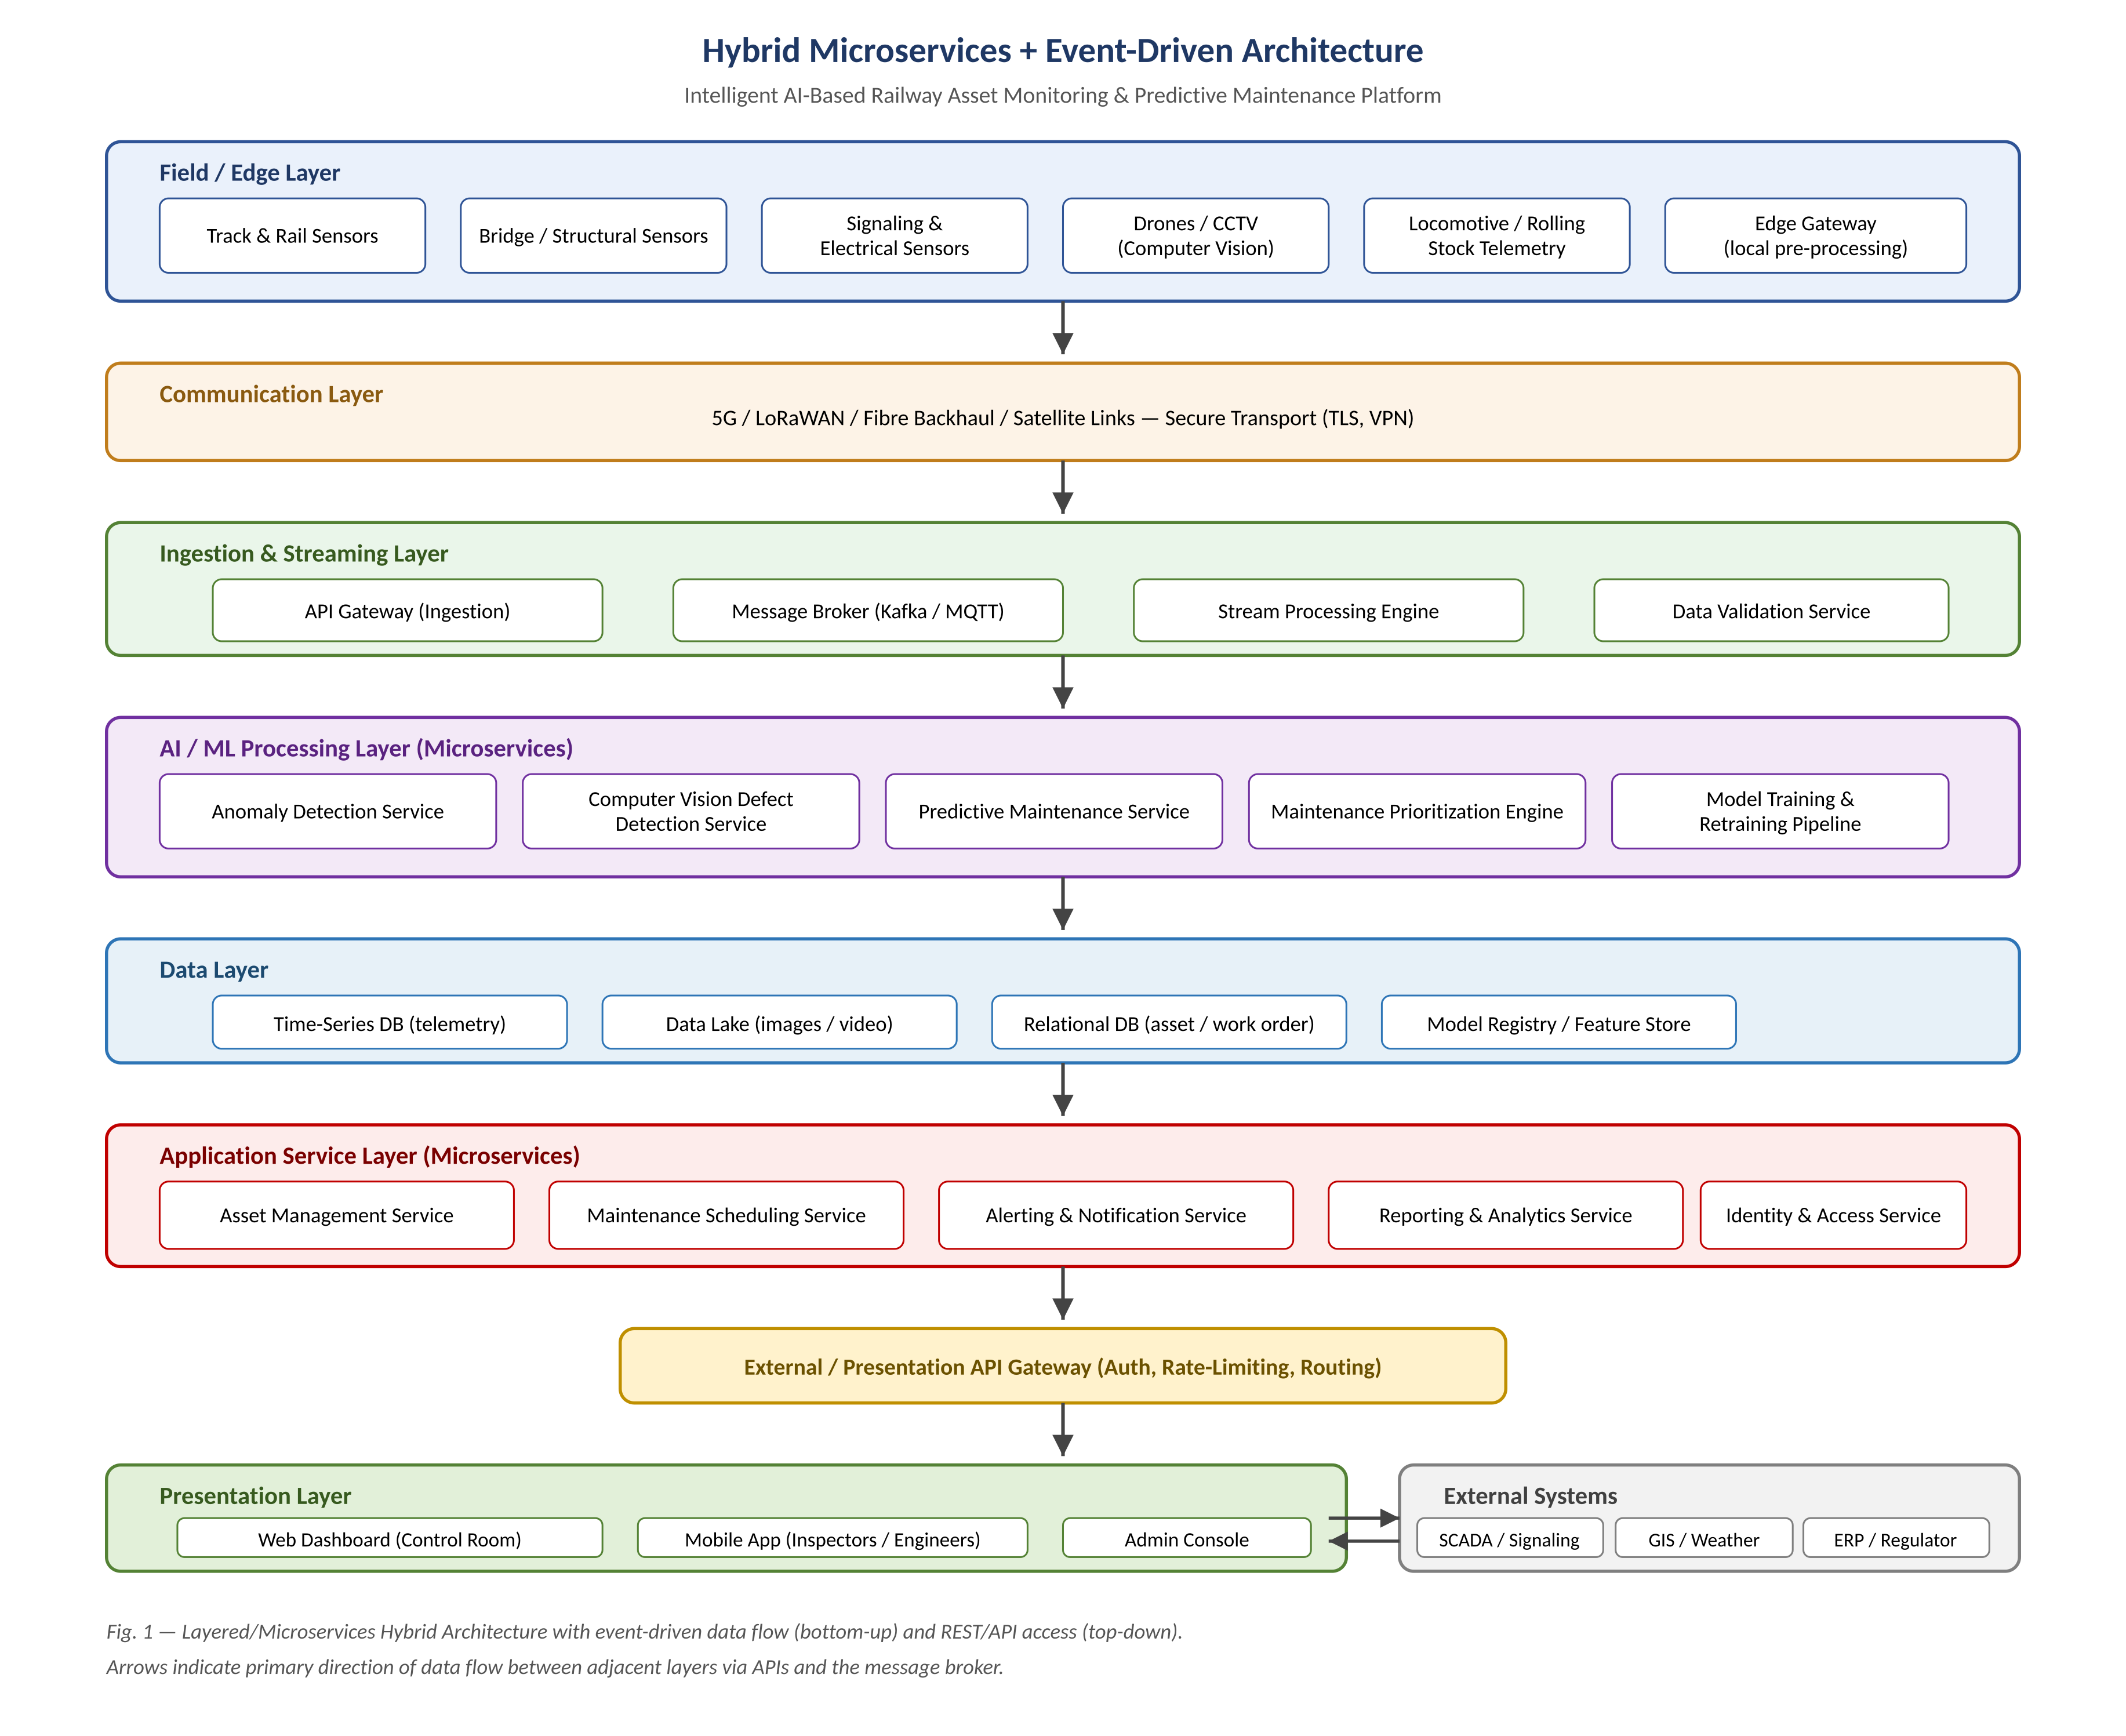 Hybrid Microservices + Event-Driven Architecture
Intelligent AI-Based Railway Asset Monitoring & Predictive Maintenance Platform
Field / Edge Layer
Track & Rail Sensors
Bridge / Structural Sensors
Signaling &
Electrical Sensors
Drones / CCTV
(Computer Vision)
Locomotive / Rolling
Stock Telemetry
Edge Gateway
(local pre-processing)
Communication Layer
5G / LoRaWAN / Fibre Backhaul / Satellite Links — Secure Transport (TLS, VPN)
Ingestion & Streaming Layer
API Gateway (Ingestion)
Message Broker (Kafka / MQTT)
Stream Processing Engine
Data Validation Service
AI / ML Processing Layer (Microservices)
Anomaly Detection Service
Computer Vision Defect
Detection Service
Predictive Maintenance Service
Maintenance Prioritization Engine
Model Training &
Retraining Pipeline
Data Layer
Time-Series DB (telemetry)
Data Lake (images / video)
Relational DB (asset / work order)
Model Registry / Feature Store
Application Service Layer (Microservices)
Asset Management Service
Maintenance Scheduling Service
Alerting & Notification Service
Reporting & Analytics Service
Identity & Access Service
External / Presentation API Gateway (Auth, Rate-Limiting, Routing)
Presentation Layer
Web Dashboard (Control Room)
Mobile App (Inspectors / Engineers)
Admin Console
External Systems
SCADA / Signaling
GIS / Weather
ERP / Regulator
Fig. 1 — Layered/Microservices Hybrid Architecture with event-driven data flow (bottom-up) and REST/API access (top-down).
Arrows indicate primary direction of data flow between adjacent layers via APIs and the message broker.